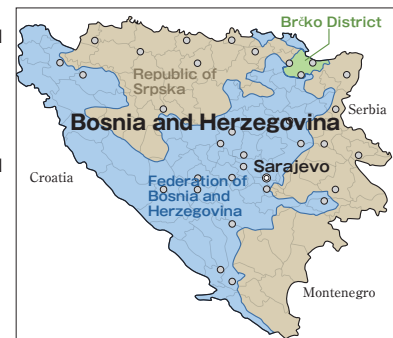 Brčko District
Republic of
Srpska
Bosnia and Herzegovina
Serbia
Sarajevo
Croatia
Federation of
Bosnia and
Herzegovina
Montenegro